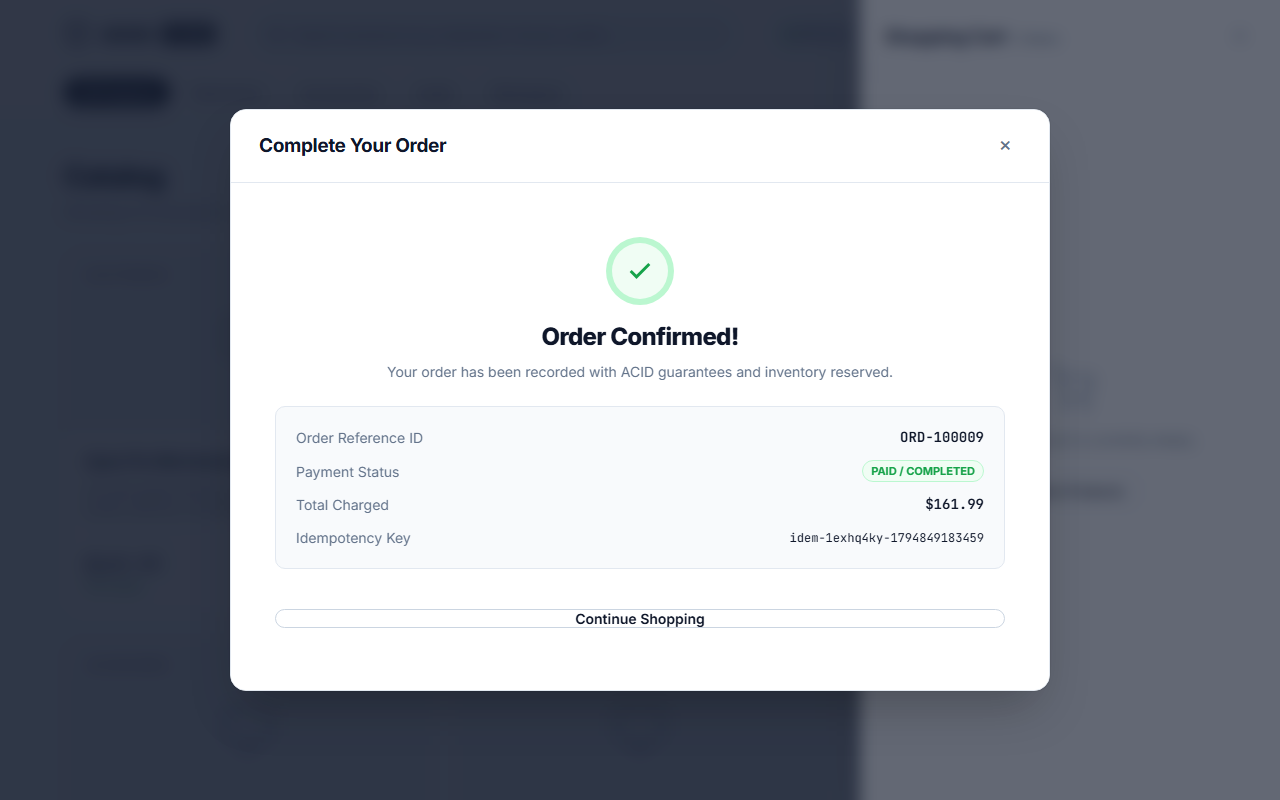 Complete Your Order
×
Order Confirmed!
Your order has been recorded with ACID guarantees and inventory reserved.
Order Reference ID ORD-100009
Payment Status PAID / COMPLETED
Total Charged $161.99
Idempotency Key idem-1exhq4ky-1794849183459
Continue Shopping